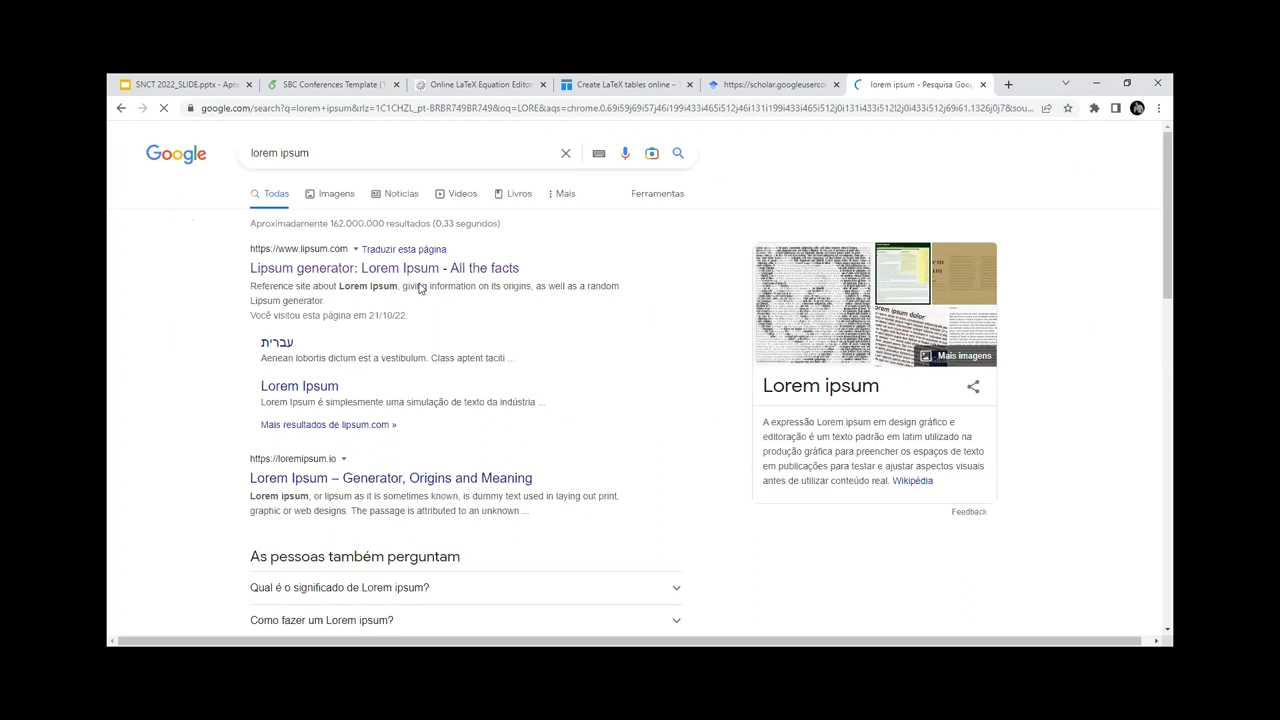 SNCT 2022_SLIDE.pptx - Apre
SBC Conferences Template (T
Online LaTeX Equation Editor
Create LaTeX tables online –
https://scholar.googleuserco
lorem ipsum - Pesquisa Goo
google.com/search?q=lorem+ipsum&rlz=1C1CHZL_pt-BRBR749BR749&oq=LORE&aqs=chrome.0.69i59j69i57j46i199i433i465i512j46i131i199i433i465i512j0i131i433i512l2j0i433i512j69i61.1326j0j7&sou...
Google
lorem ipsum
Todas
Imagens
Notícias
Vídeos
Livros
Mais
Ferramentas
Aproximadamente 162.000.000 resultados (0,33 segundos)
https://www.lipsum.com Traduzir esta página
Lipsum generator: Lorem Ipsum - All the facts
Reference site about Lorem Ipsum, giving information on its origins, as well as a random
Lipsum generator.
Você visitou esta página em 21/10/22.
עברית
Aenean lobortis dictum est a vestibulum. Class aptent taciti ...
Lorem Ipsum
Lorem Ipsum é simplesmente uma simulação de texto da indústria ...
Mais resultados de lipsum.com »
https://loremipsum.io
Lorem Ipsum – Generator, Origins and Meaning
Lorem ipsum, or lipsum as it is sometimes known, is dummy text used in laying out print,
graphic or web designs. The passage is attributed to an unknown ...
As pessoas também perguntam
Qual é o significado de Lorem ipsum?
Como fazer um Lorem ipsum?
lorem ipsum dolor
Mais imagens
Lorem ipsum
A expressão Lorem ipsum em design gráfico e
editoração é um texto padrão em latim utilizado na
produção gráfica para preencher os espaços de texto
em publicações para testar e ajustar aspectos visuais
antes de utilizar conteúdo real. Wikipédia
Feedback